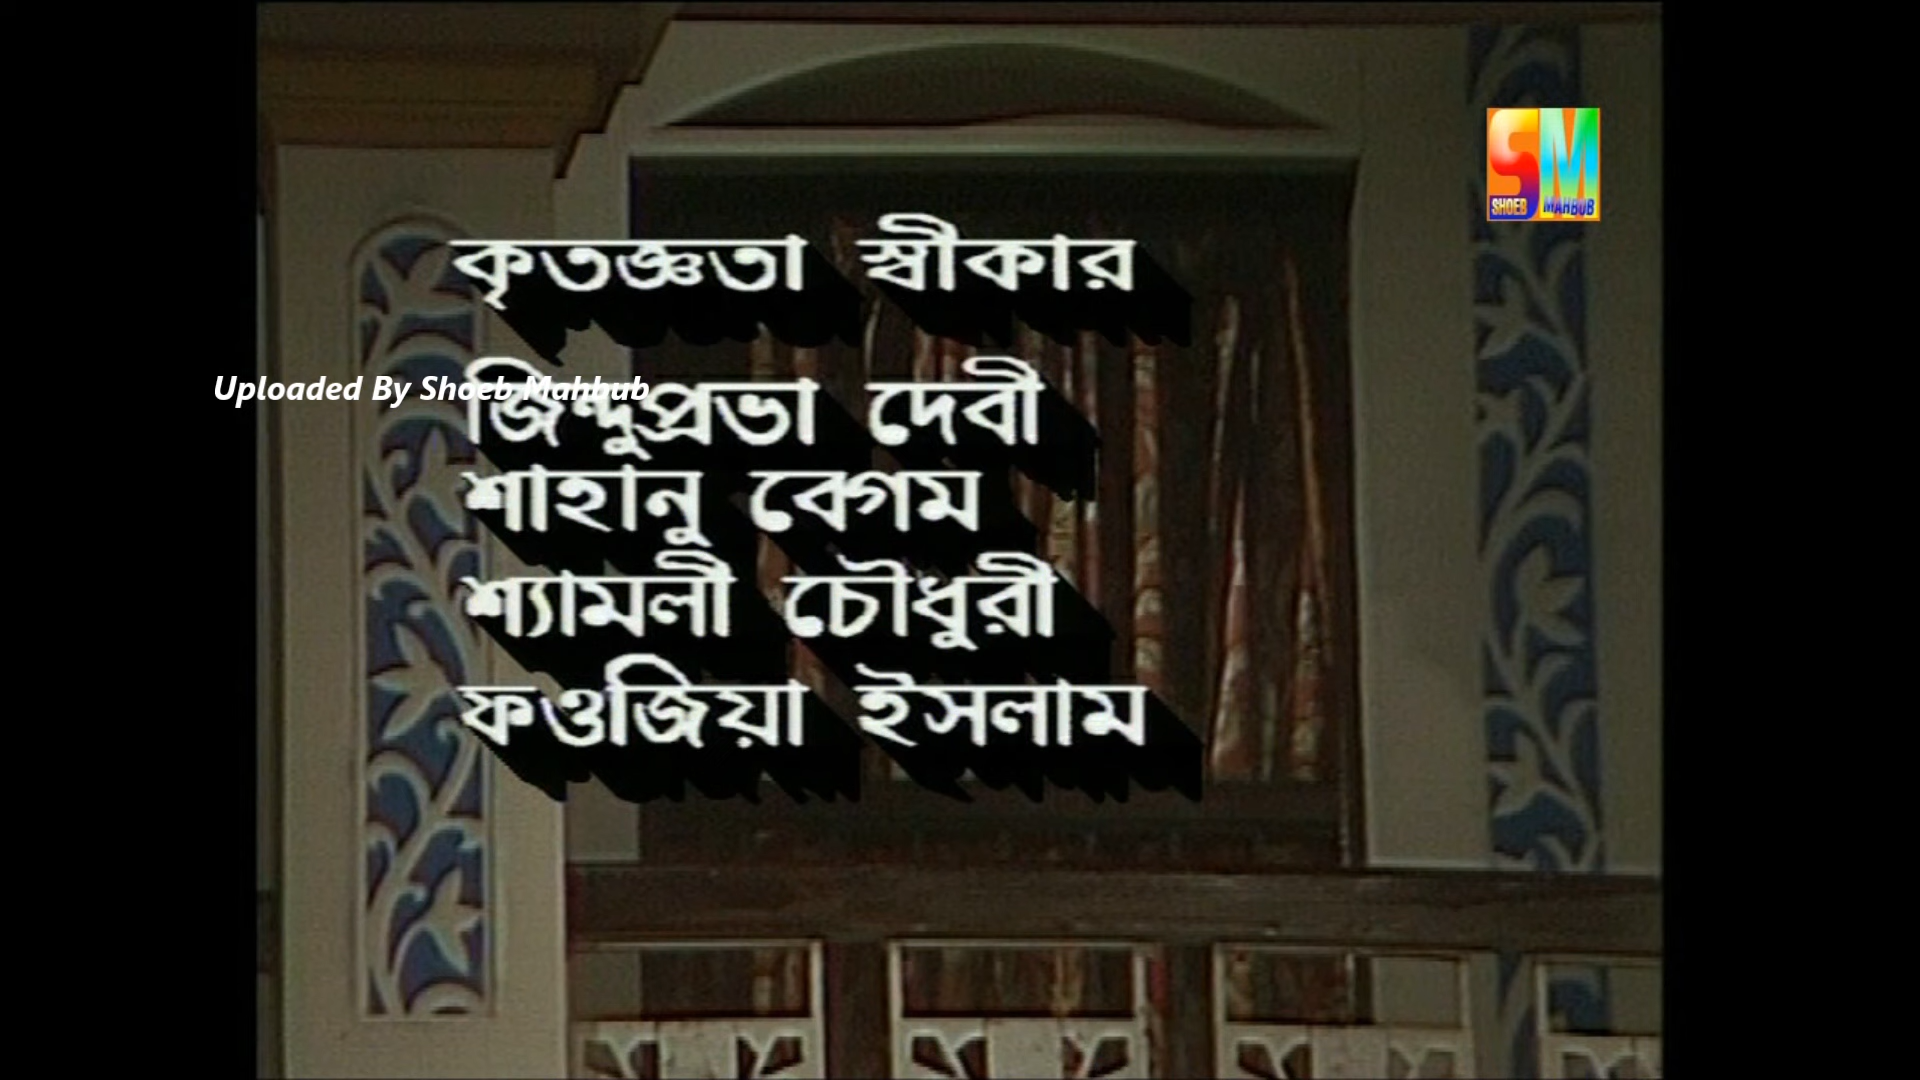 কৃতজ্ঞতা স্বীকার
Uploaded By Shoeb Mahbub
জিন্দুপ্রভা দেবী
শাহানু বেগম
শ্যামলী চৌধুরী
ফওজিয়া ইসলাম
SM
SHOEB MAHBUB